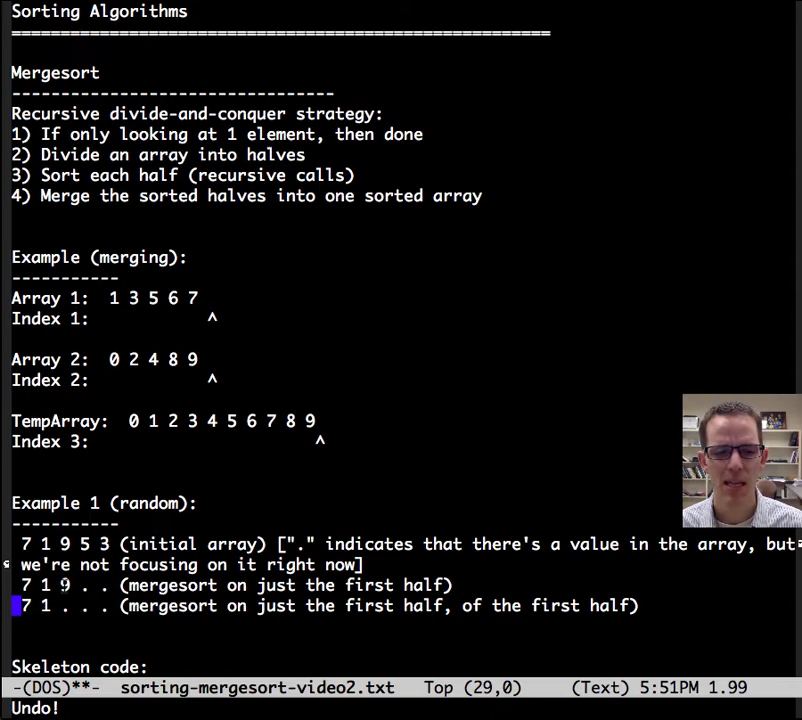 Sorting Algorithms
=======================================================
Mergesort
---------------------------------
Recursive divide-and-conquer strategy:
1) If only looking at 1 element, then done
2) Divide an array into halves
3) Sort each half (recursive calls)
4) Merge the sorted halves into one sorted array
Example (merging):
-----------
Array 1:  1 3 5 6 7
Index 1:            ^
Array 2:  0 2 4 8 9
Index 2:            ^
TempArray:  0 1 2 3 4 5 6 7 8 9
Index 3:                       ^
Example 1 (random):
-----------
7 1 9 5 3 (initial array) ["." indicates that there's a value in the array, but
we're not focusing on it right now]
7 1 9 . . (mergesort on just the first half)
7 1 . . . (mergesort on just the first half, of the first half)
Skeleton code:
-(DOS)**-  sorting-mergesort-video2.txt   Top (29,0)     (Text) 5:51PM 1.99
Undo!